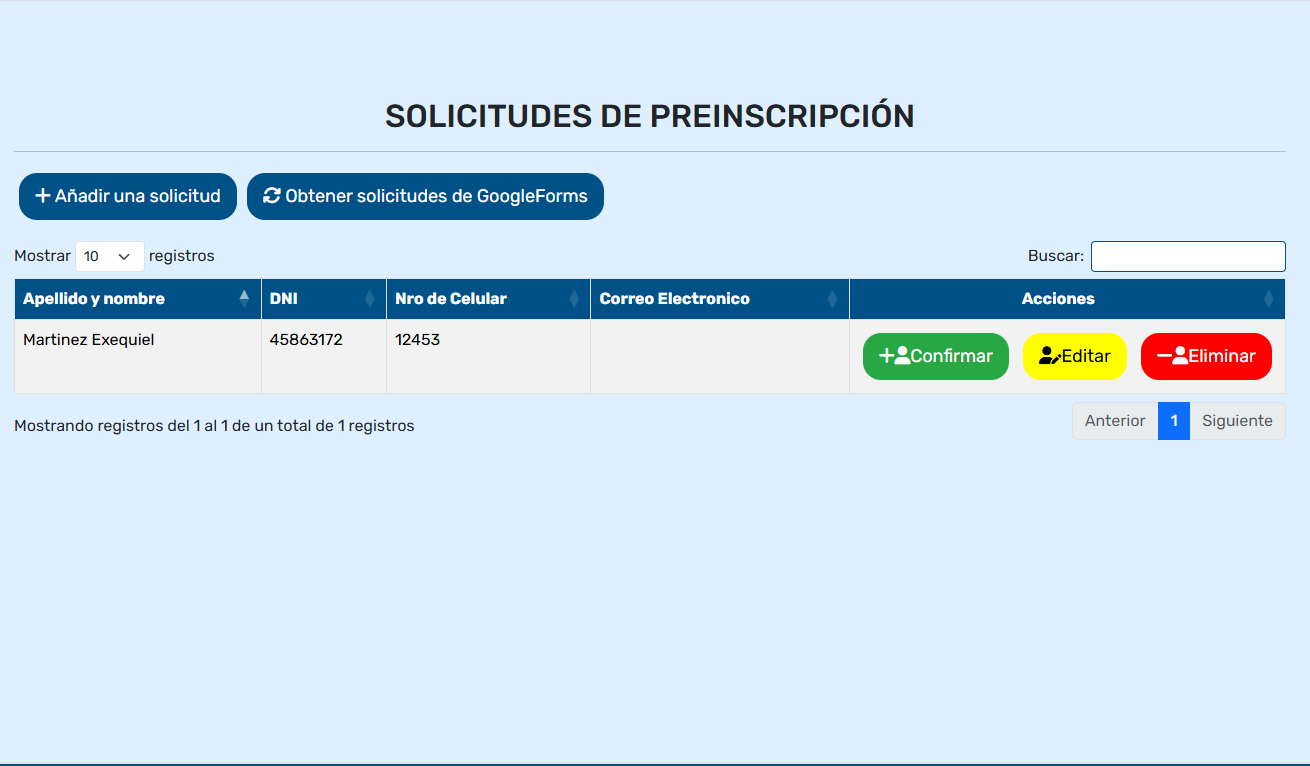 SOLICITUDES DE PREINSCRIPCIÓN
Añadir una solicitud
Obtener solicitudes de GoogleForms
Mostrar 10 registros
Buscar:
Apellido y nombre DNI Nro de Celular Correo Electronico Acciones
Martinez Exequiel 45863172 12453 Confirmar Editar Eliminar
Mostrando registros del 1 al 1 de un total de 1 registros
Anterior 1 Siguiente